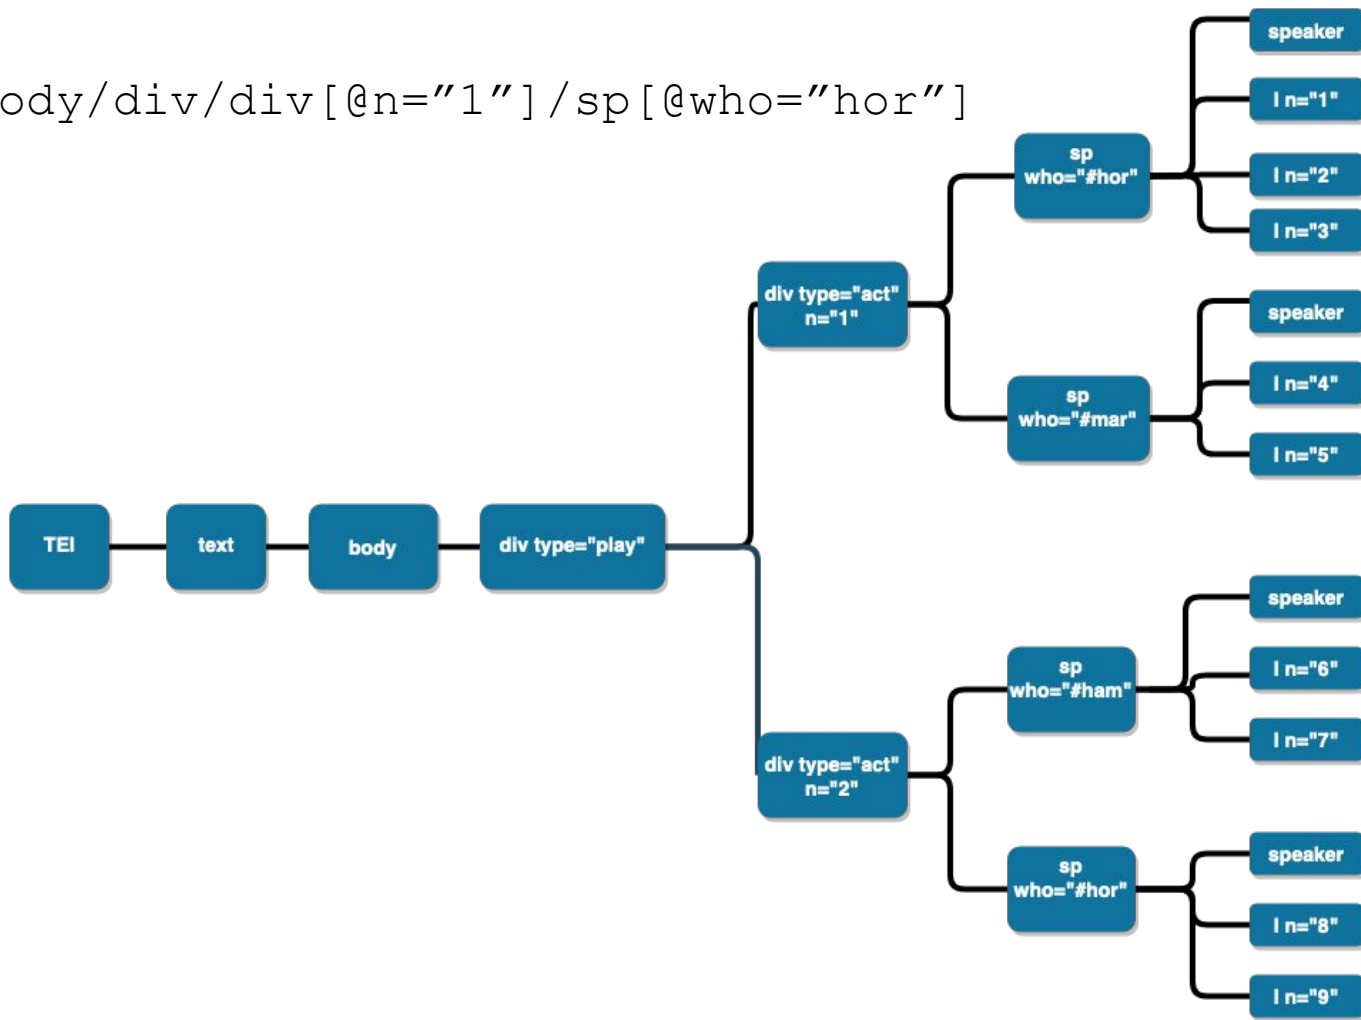 ody/div/div[@n=”1”]/sp[@who=”hor”]
speaker
l n="1"
sp
who="#hor"
l n="2"
l n="3"
div type="act"
n="1"
speaker
l n="4"
sp
who="#mar"
l n="5"
TEI
text
body
div type="play"
speaker
sp
who="#ham"
l n="6"
l n="7"
div type="act"
n="2"
speaker
sp
who="#hor"
l n="8"
l n="9"